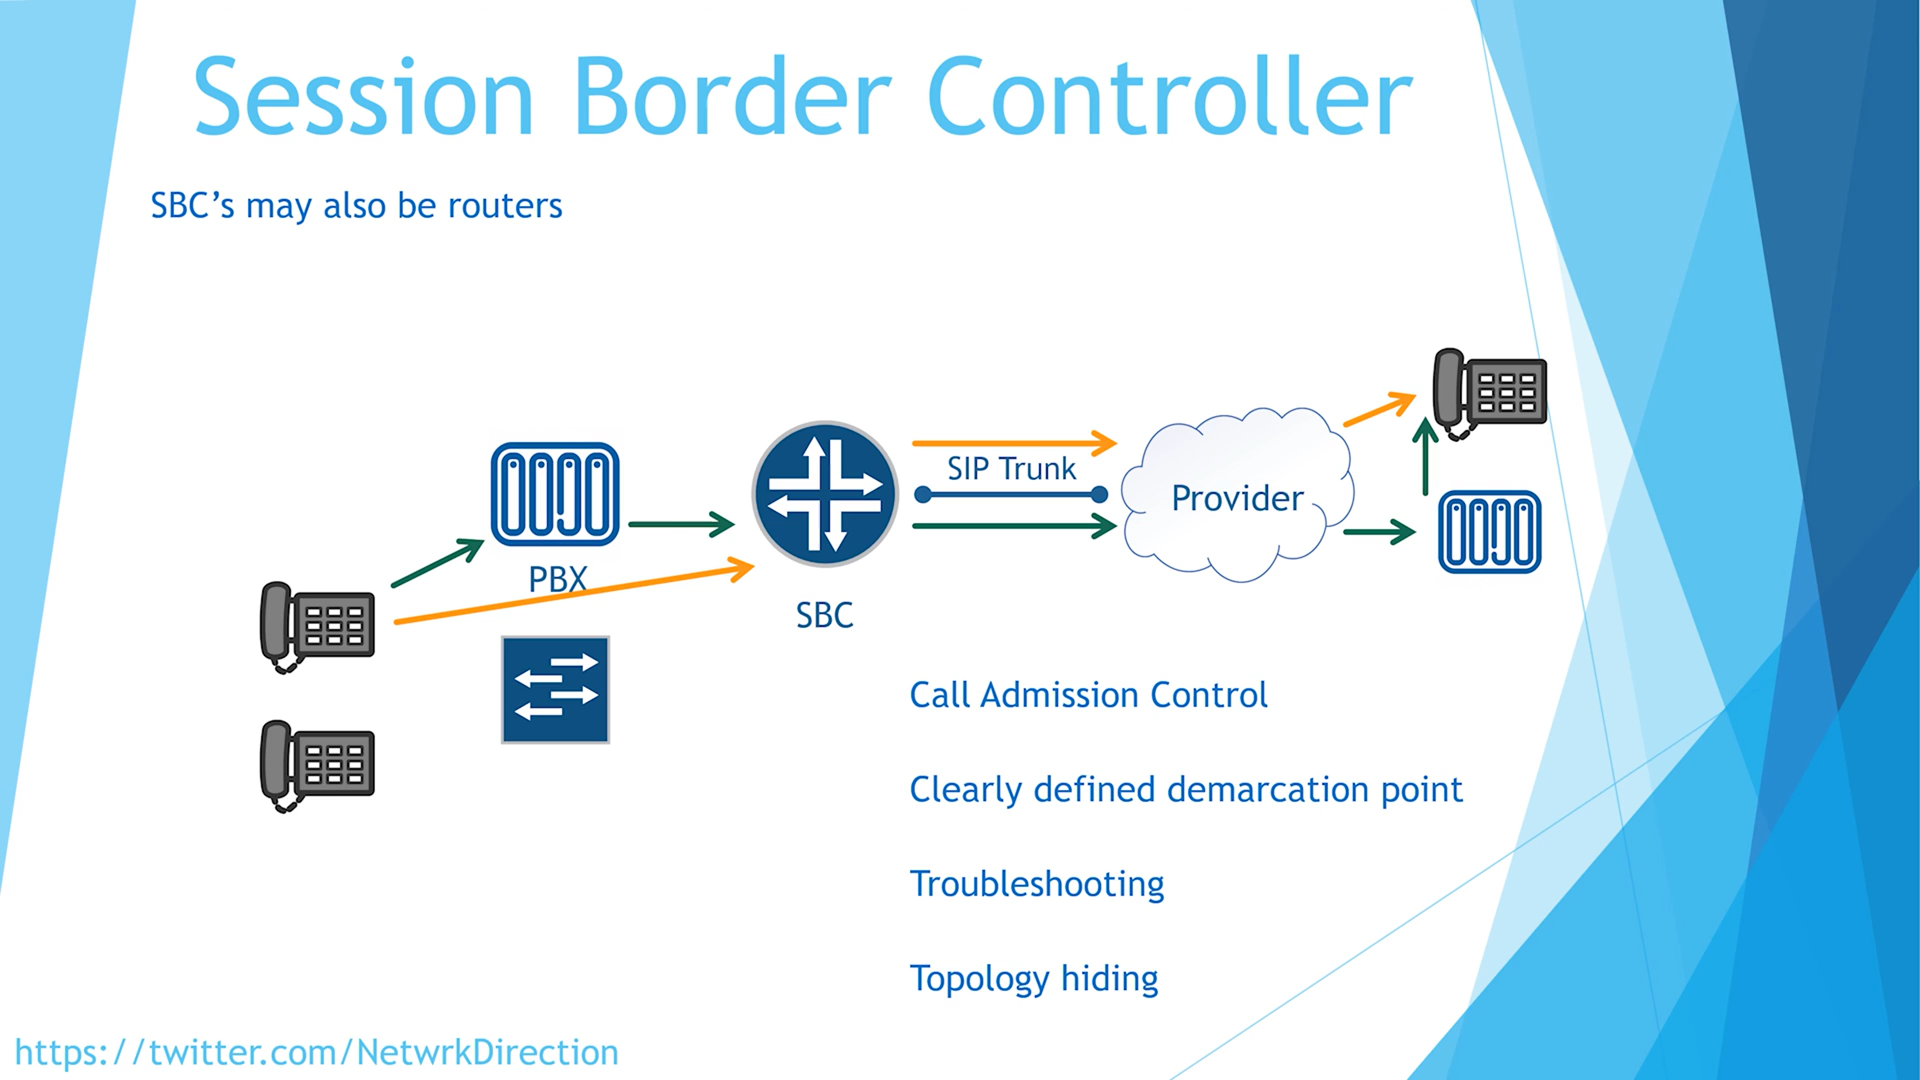 Session Border Controller
SBC’s may also be routers
SIP Trunk
Provider
PBX
SBC
Call Admission Control
Clearly defined demarcation point
Troubleshooting
Topology hiding
https://twitter.com/NetwrkDirection